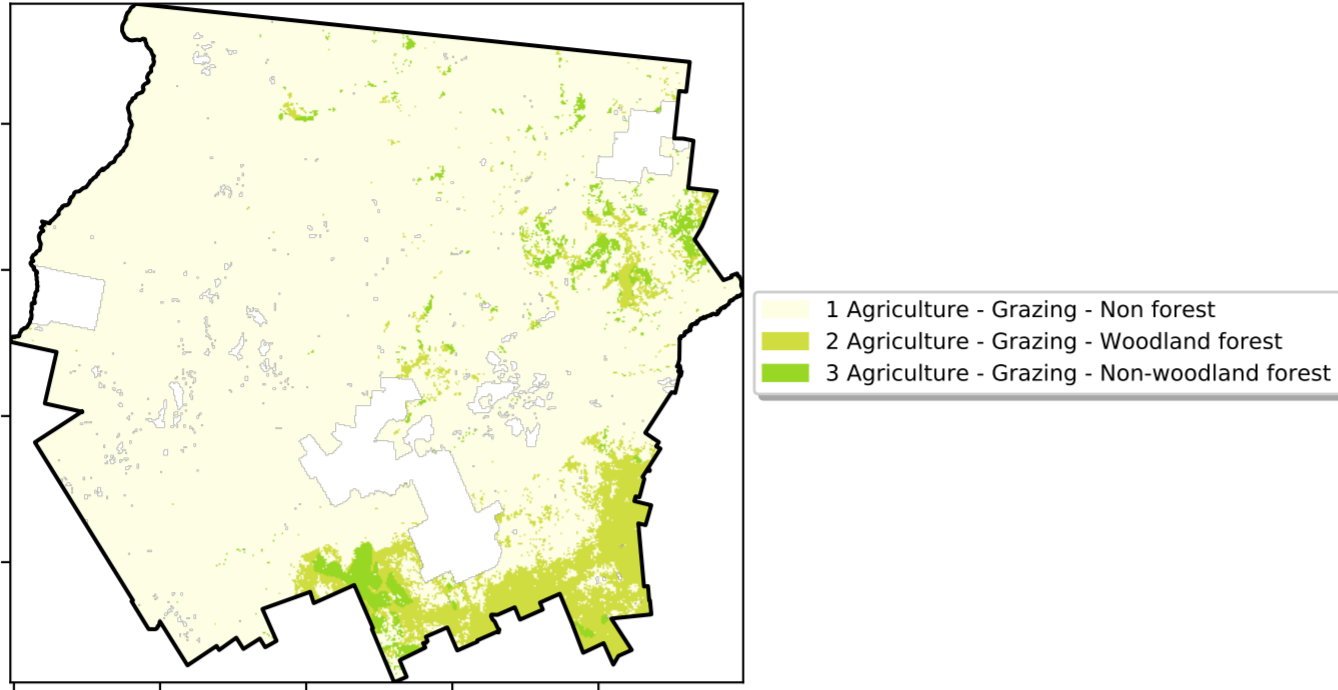 1 Agriculture - Grazing - Non forest
2 Agriculture - Grazing - Woodland forest
3 Agriculture - Grazing - Non-woodland forest